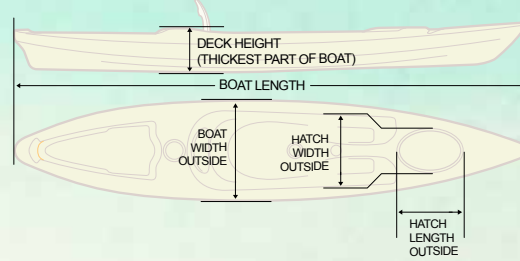 DECK HEIGHT
(THICKEST PART OF BOAT)
BOAT LENGTH
BOAT
WIDTH
OUTSIDE
HATCH
WIDTH
OUTSIDE
HATCH
LENGTH
OUTSIDE